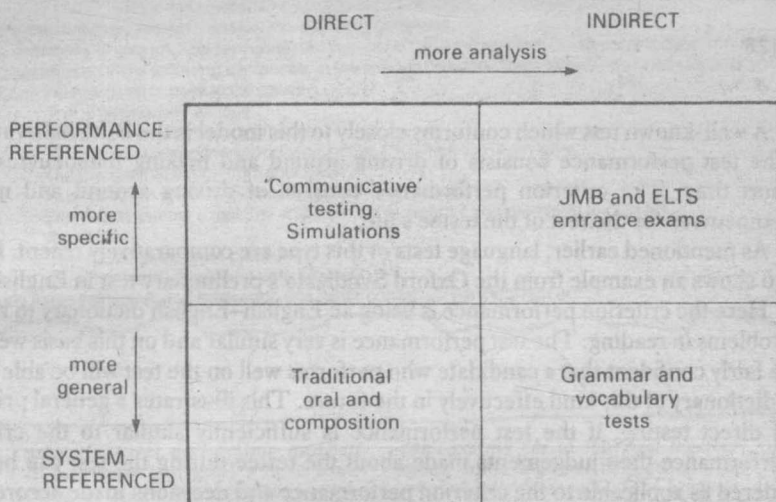 DIRECT
INDIRECT
more analysis
PERFORMANCE
REFERENCED
more
specific
'Communicative'
testing
Simulations
JMB and ELTS
entrance exams
more
general
Traditional
oral and
composition
Grammar and
vocabulary
tests
SYSTEM
REFERENCED